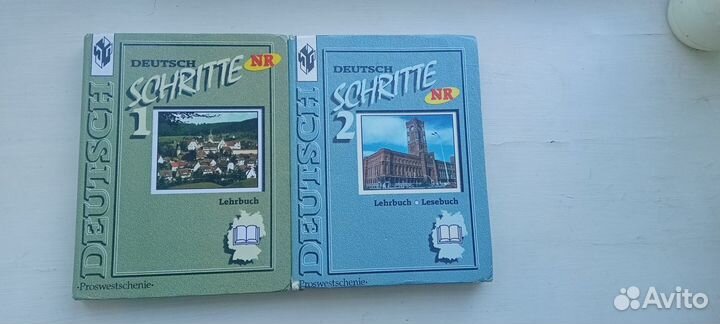 DEUTSCH
SCHRITTE NR
1
Lehrbuch
DEUTSCH
·Proswestschenie·
DEUTSCH
SCHRITTE
2 NR
Lehrbuch · Lesebuch
DEUTSCH
Proswestschenie·
Avito